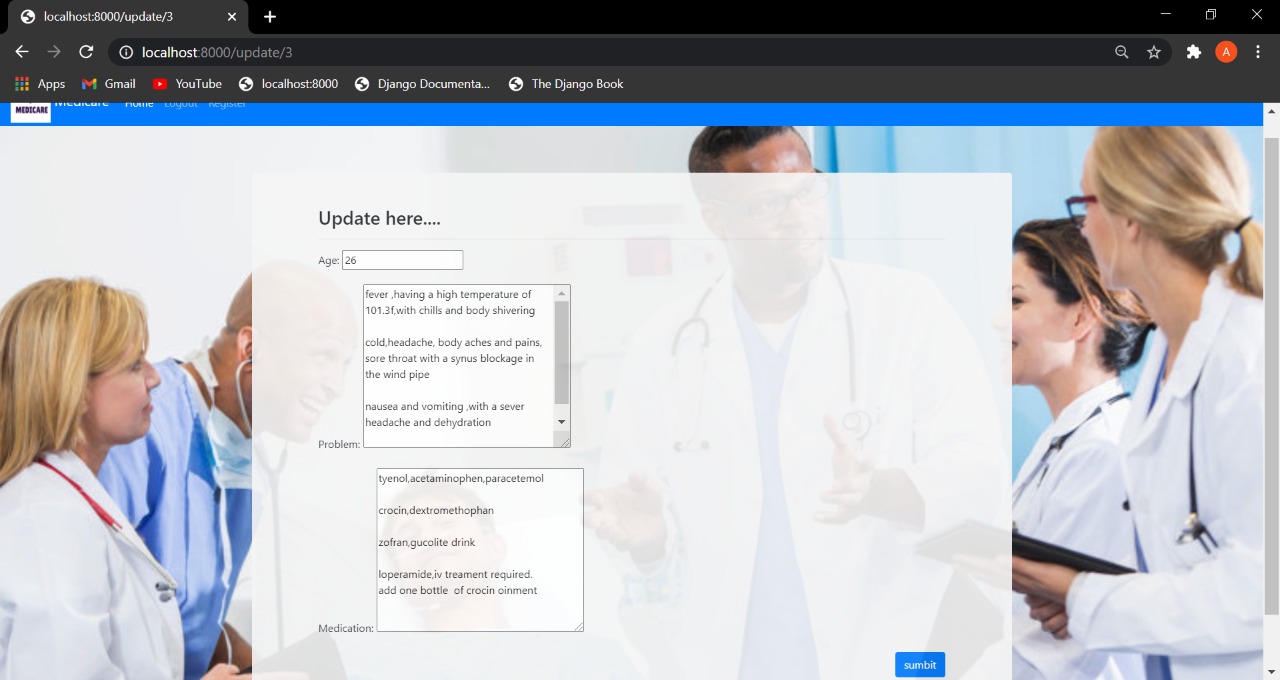 localhost:8000/update/3
localhost:8000/update/3
A
Apps Gmail YouTube localhost:8000 Django Documenta... The Django Book
MEDICARE Medicare Home Logout Register
Update here....
Age: 26
fever ,having a high temperature of
101.3f,with chills and body shivering
cold,headache, body aches and pains,
sore throat with a synus blockage in
the wind pipe
nausea and vomiting ,with a sever
headache and dehydration
Problem:
tyenol,acetaminophen,paracetemol
crocin,dextromethophan
zofran,gucolite drink
loperamide,iv treament required.
add one bottle of crocin oinment
Medication:
sumbit